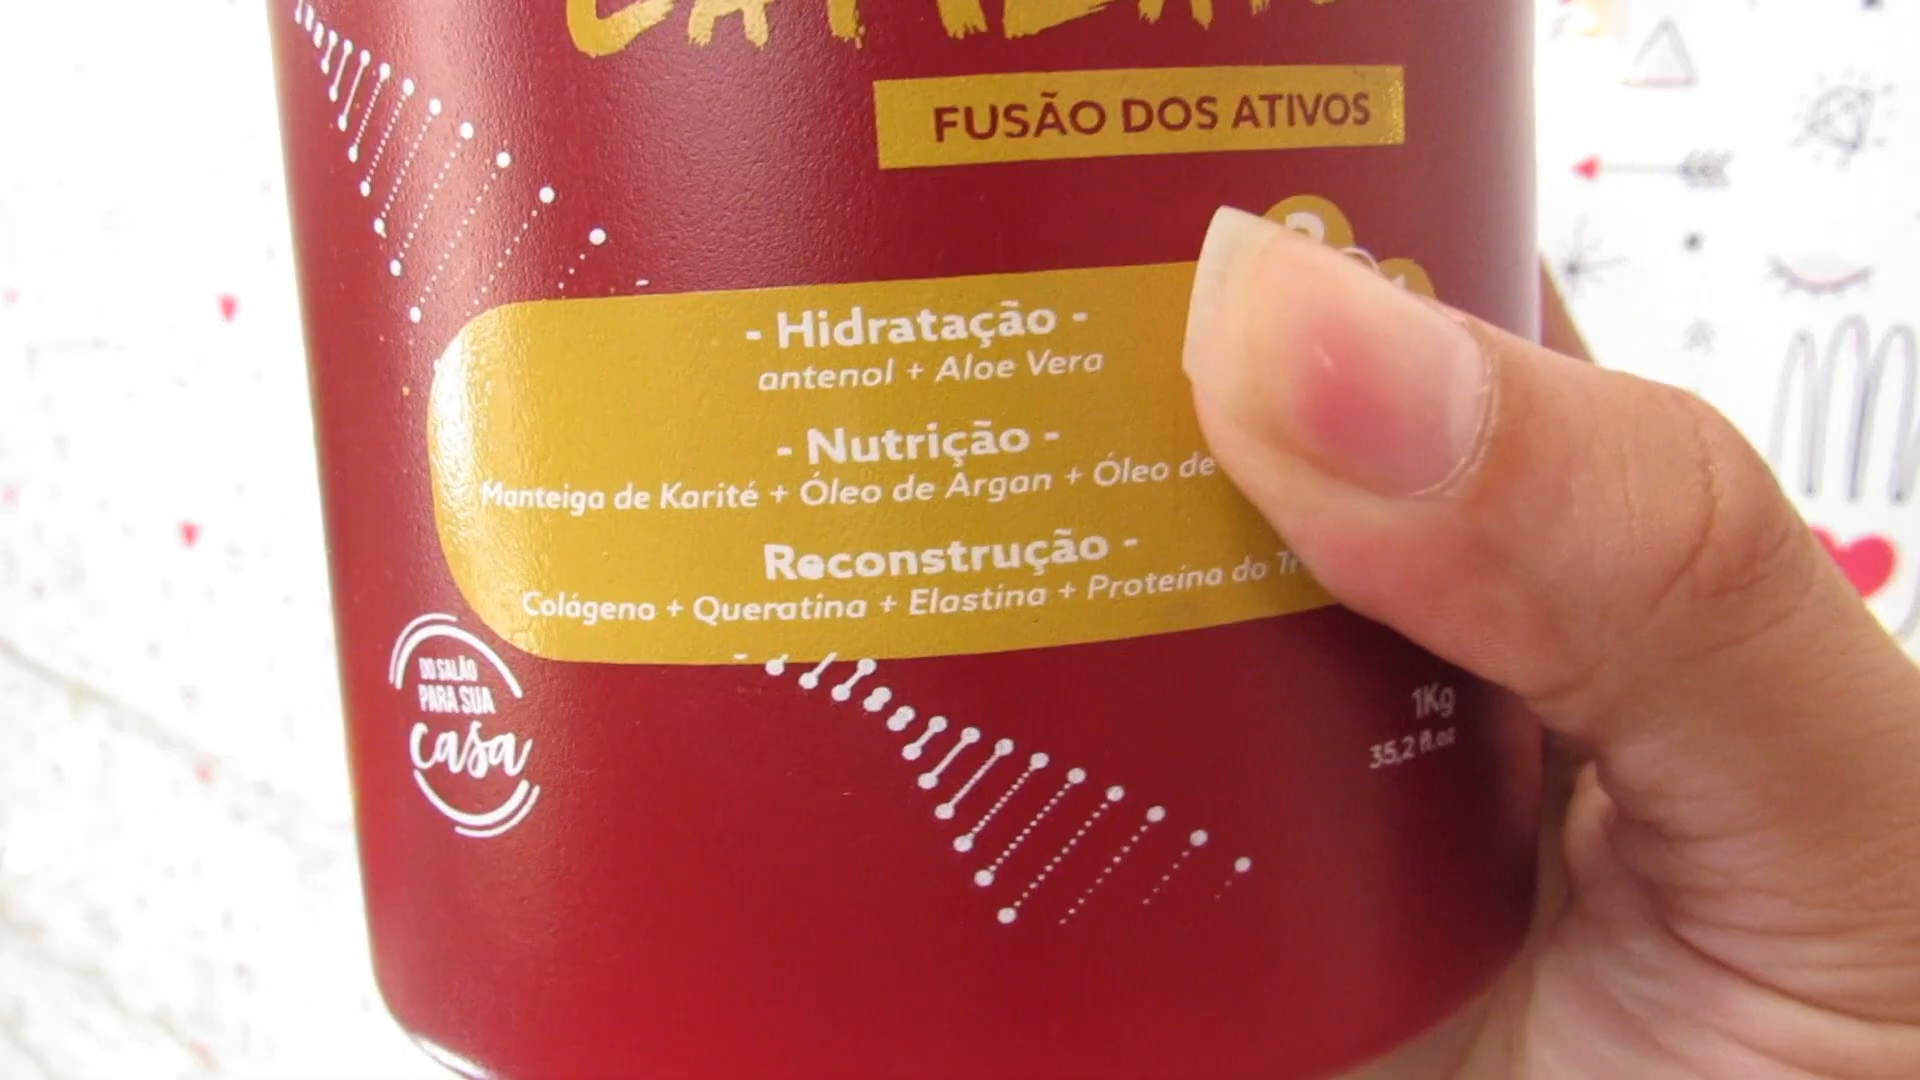 FUSÃO DOS ATIVOS
- Hidratação -
antenol + Aloe Vera
- Nutrição -
Manteiga de Karité + Óleo de Argan + Óleo de
Reconstrução -
Colágeno + Queratina + Elastina + Proteína do
DO SALÃO
PARA SUA
casa
1Kg
35,2 fl.oz